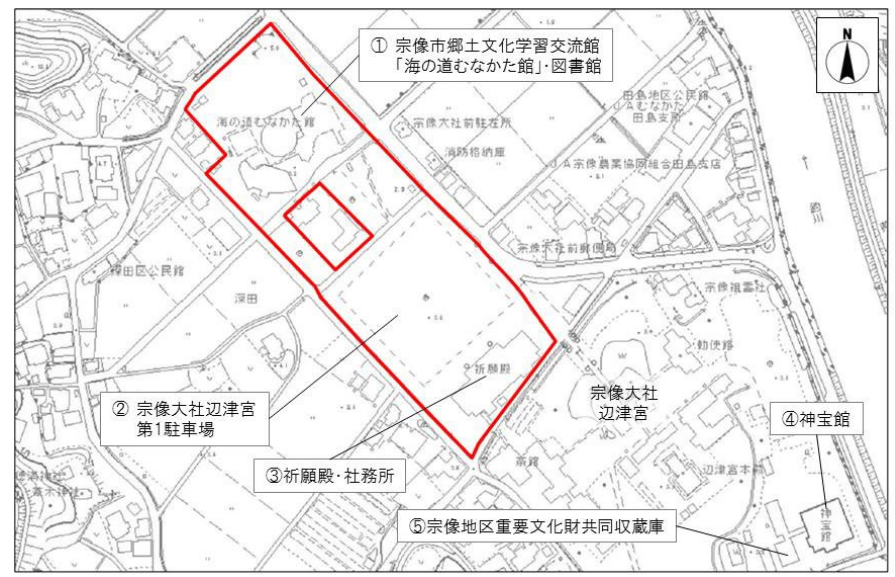 ① 宗像市郷土文化学習交流館
「海の道むなかた館」・図書館
N
海の道むなかた館
宗像大社前駐在所
消防格納庫
田島地区公民館
JAむなかた
田島支所
JA宗像農業協同組合田島支店
釣川
宗像大社前郵便局
宗像祖霊社
勅使館
深田
祈願殿
宗像大社
辺津宮
② 宗像大社辺津宮
第1駐車場
④神宝館
③祈願殿・社務所
斎館
辺津宮本殿
神宝館
⑤宗像地区重要文化財共同収蔵庫